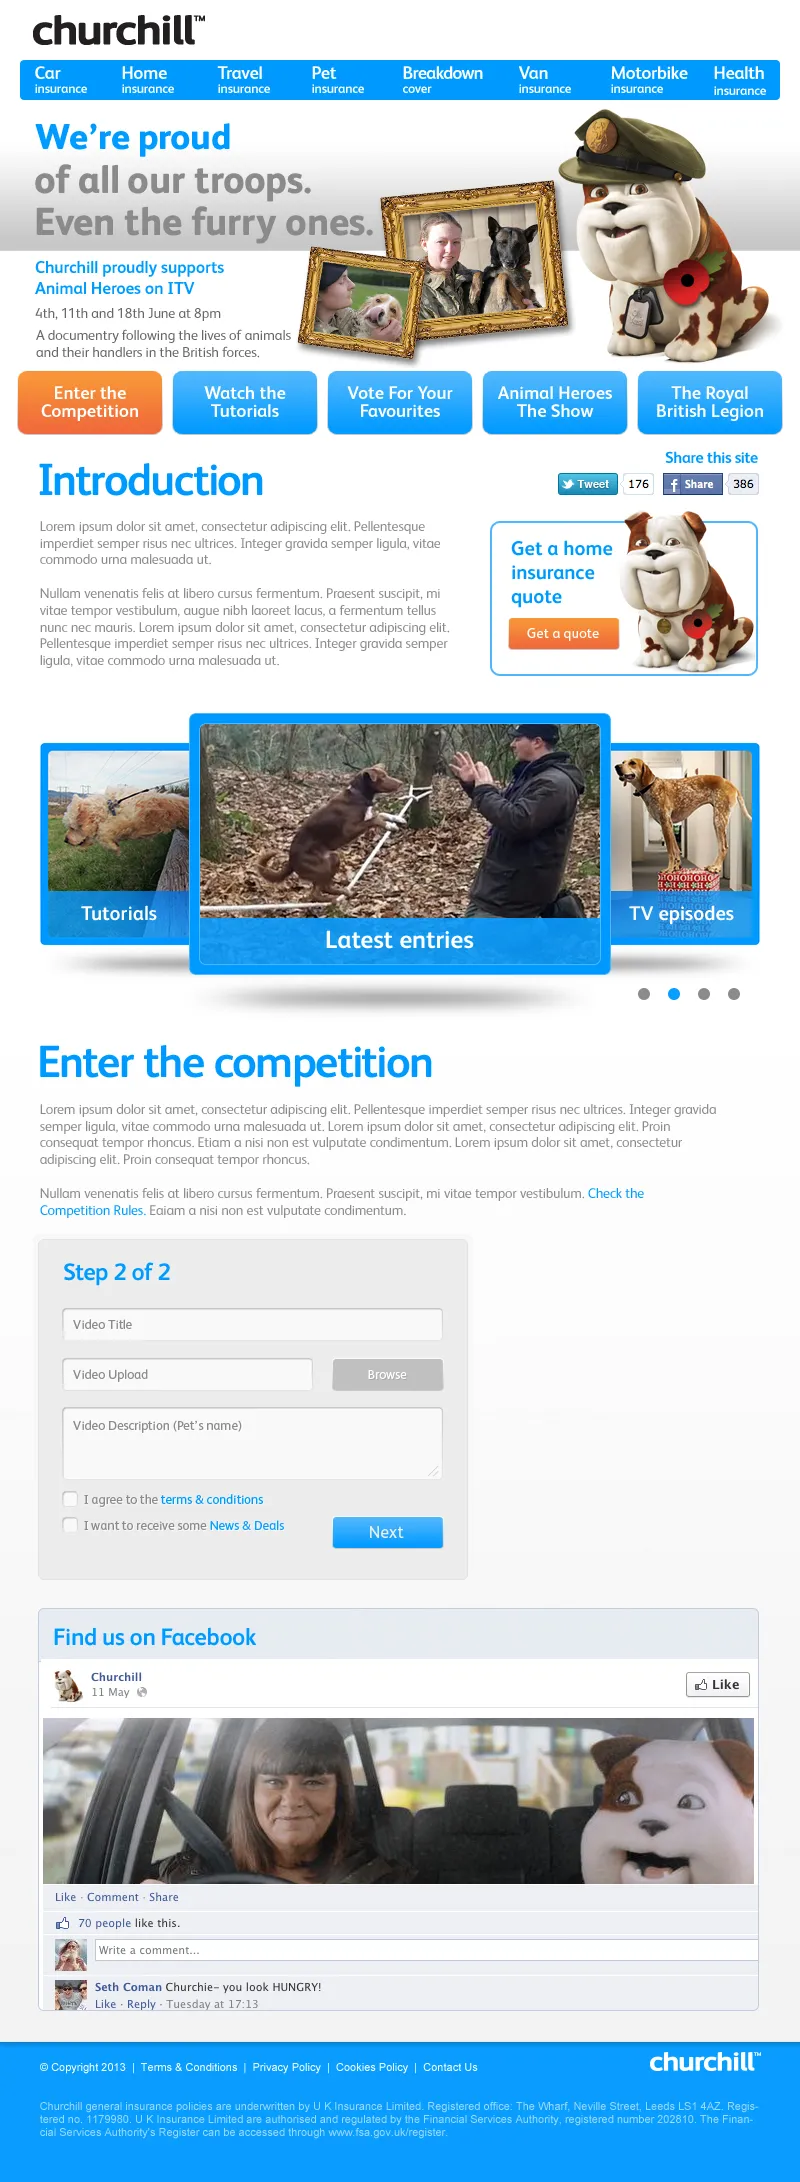 churchill™
Car insurance
Home insurance
Travel insurance
Pet insurance
Breakdown cover
Van insurance
Motorbike insurance
Health insurance
We're proud
of all our troops.
Even the furry ones.
Churchill proudly supports
Animal Heroes on ITV
4th, 11th and 18th June at 8pm
A documentry following the lives of animals
and their handlers in the British forces.
Enter the
Competition
Watch the
Tutorials
Vote For Your
Favourites
Animal Heroes
The Show
The Royal
British Legion
Share this site
Tweet 176 Share 386
Introduction
Lorem ipsum dolor sit amet, consectetur adipiscing elit. Pellentesque
imperdiet semper risus nec ultrices. Integer gravida semper ligula, vitae
commodo urna malesuada ut.
Nullam venenatis felis at libero cursus fermentum. Praesent suscipit, mi
vitae tempor vestibulum, augue nibh laoreet lacus, a fermentum tellus
nunc nec mauris. Lorem ipsum dolor sit amet, consectetur adipiscing elit.
Pellentesque imperdiet semper risus nec ultrices. Integer gravida semper
ligula, vitae commodo urna malesuada ut.
Get a home
insurance
quote
Get a quote
Tutorials
Latest entries
TV episodes
Enter the competition
Lorem ipsum dolor sit amet, consectetur adipiscing elit. Pellentesque imperdiet semper risus nec ultrices. Integer gravida
semper ligula, vitae commodo urna malesuada ut. Lorem ipsum dolor sit amet, consectetur adipiscing elit. Proin
consequat tempor rhoncus. Etiam a nisi non est vulputate condimentum. Lorem ipsum dolor sit amet, consectetur
adipiscing elit. Proin consequat tempor rhoncus.
Nullam venenatis felis at libero cursus fermentum. Praesent suscipit, mi vitae tempor vestibulum. Check the
Competition Rules. Eaiam a nisi non est vulputate condimentum.
Step 2 of 2
Video Title
Video Upload
Browse
Video Description (Pet's name)
I agree to the terms & conditions
I want to receive some News & Deals
Next
Find us on Facebook
Churchill
11 May
Like
Like · Comment · Share
70 people like this.
Write a comment...
Seth Coman Churchie- you look HUNGRY!
Like · Reply · Tuesday at 17:13
© Copyright 2013 | Terms & Conditions | Privacy Policy | Cookies Policy | Contact Us
churchill™
Churchill general insurance policies are underwritten by U K Insurance Limited. Registered office: The Wharf, Neville Street, Leeds LS1 4AZ. Regis-
tered no. 1179980. U K Insurance Limited are authorised and regulated by the Financial Services Authority, registered number 202810. The Finan-
cial Services Authority's Register can be accessed through www.fsa.gov.uk/register.